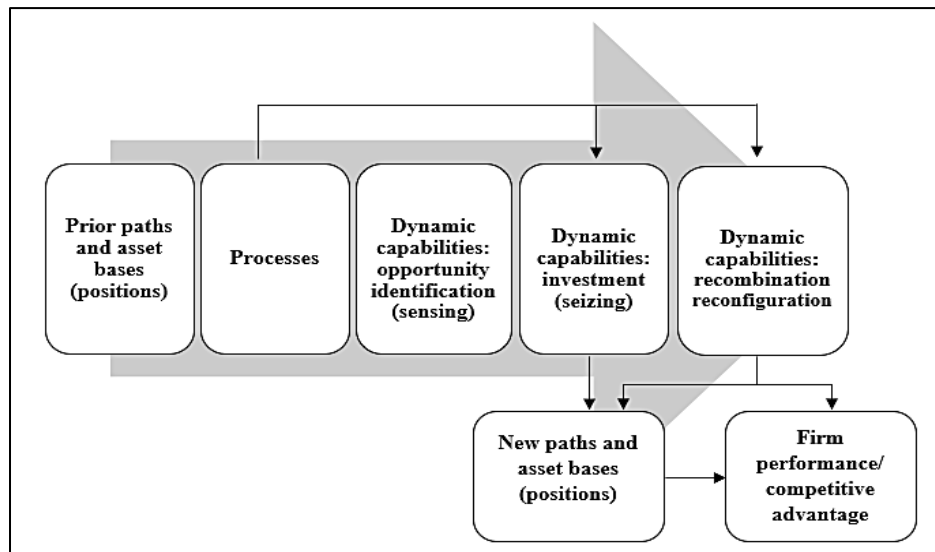 Prior paths
and asset
bases
(positions)
Processes
Dynamic
capabilities:
opportunity
identification
(sensing)
Dynamic
capabilities:
investment
(seizing)
Dynamic
capabilities:
recombination
reconfiguration
New paths and
asset bases
(positions)
Firm
performance/
competitive
advantage